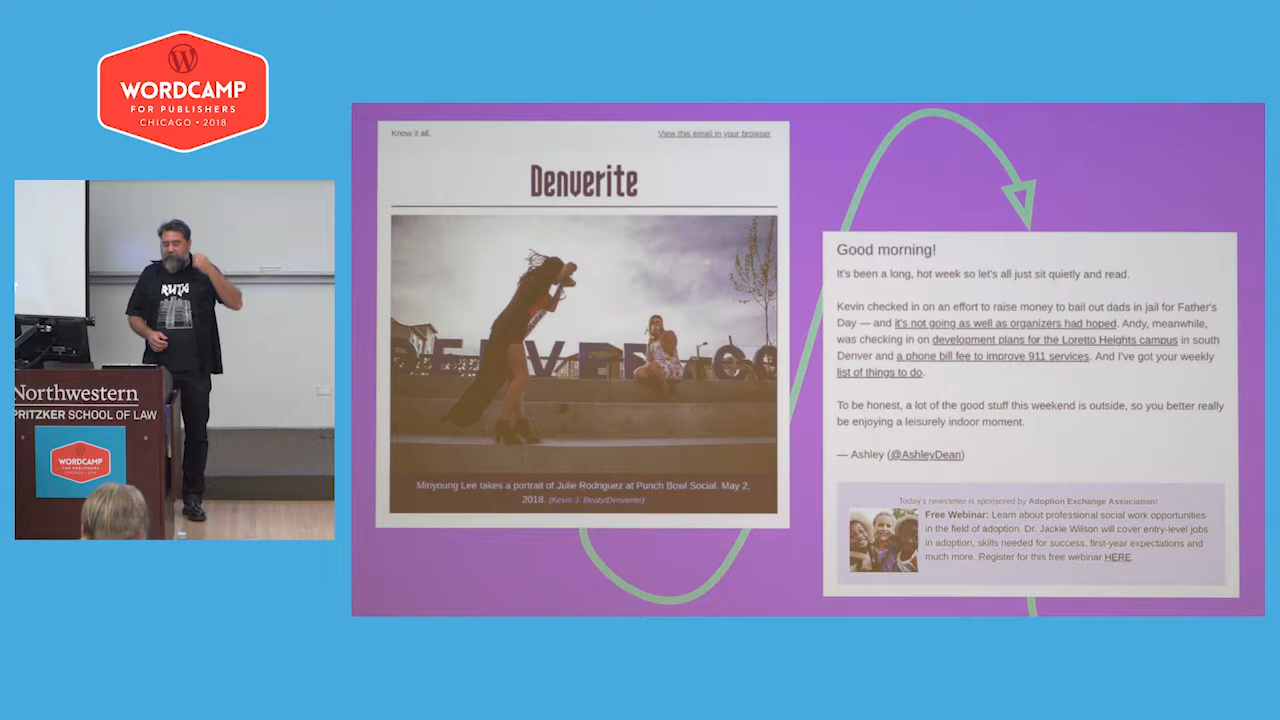 WORDCAMP
FOR PUBLISHERS
CHICAGO • 2018
Northwestern
PRITZKER SCHOOL OF LAW
WORDCAMP
FOR PUBLISHERS
CHICAGO • 2018
Know it all.
View this email in your browser
Denverite
DENVER
CO
Minyoung Lee takes a portrait of Julie Rodriguez at Punch Bowl Social, May 2,
2018. (Kevin J. Beaty/Denverite)
Good morning!
It's been a long, hot week so let's all just sit quietly and read.
Kevin checked in on an effort to raise money to bail out dads in jail for Father's
Day — and it's not going as well as organizers had hoped. Andy, meanwhile,
was checking in on development plans for the Loretto Heights campus in south
Denver and a phone bill fee to improve 911 services. And I've got your weekly
list of things to do.
To be honest, a lot of the good stuff this weekend is outside, so you better really
be enjoying a leisurely indoor moment.
— Ashley (@AshleyDean)
Today's newsletter is sponsored by Adoption Exchange Association!
Free Webinar: Learn about professional social work opportunities
in the field of adoption. Dr. Jackie Wilson will cover entry-level jobs
in adoption, skills needed for success, first-year expectations and
much more. Register for this free webinar HERE